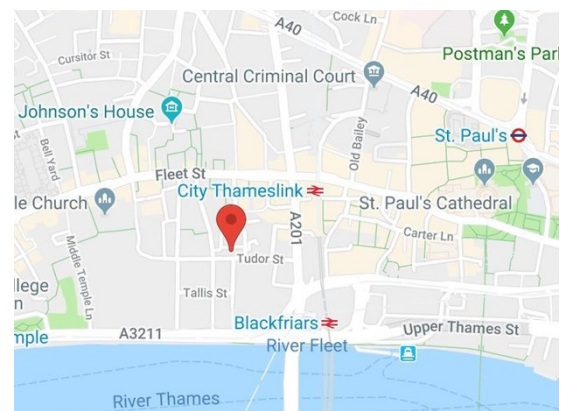 Cock Ln
A40
Postman's Parl
Cursitor St
Central Criminal Court
A40
Johnson's House
St. Paul's
Bell Yard
Old Bailey
Fleet St
City Thameslink
le Church
St. Paul's Cathedral
A201
Carter Ln
Middle Temple Ln
Tudor St
llege
n
Tallis St
Blackfriars
Upper Thames St
mple
A3211
River Fleet
River Thames